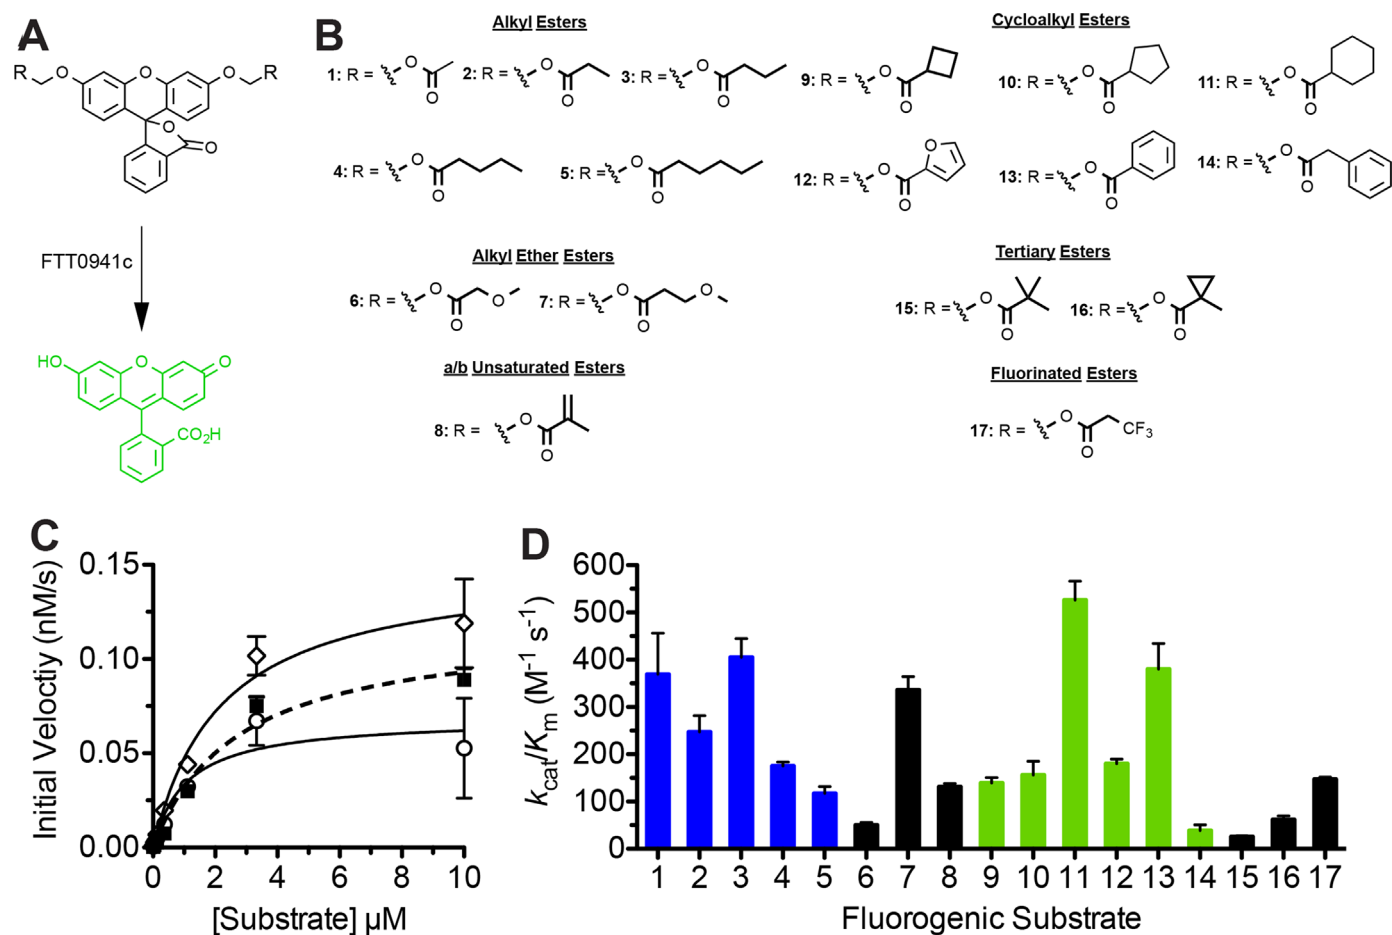 A
R
O
O
O
R
O
O
FTT0941c
HO
O
O
CO2H
B
Alkyl Esters
1: R =
O
O
2: R =
O
O
3: R =
O
O
4: R =
O
O
5: R =
O
O
Alkyl Ether Esters
6: R =
O
O
O
7: R =
O
O
O
a/b Unsaturated Esters
8: R =
O
O
Cycloalkyl Esters
9: R =
O
O
10: R =
O
O
11: R =
O
O
12: R =
O
O
O
13: R =
O
O
14: R =
O
O
Tertiary Esters
15: R =
O
O
16: R =
O
O
Fluorinated Esters
17: R =
O
O
CF3
C
Initial Veloctiy (nM/s)
0.15
0.10
0.05
0.00
0 2 4 6 8 10
[Substrate] µM
D
kcat/Km (M-1 s-1)
600
500
400
300
200
100
0
1 2 3 4 5 6 7 8 9 10 11 12 13 14 15 16 17
Fluorogenic Substrate